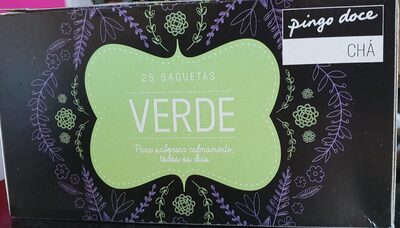 pingo doce
CHÁ
25 SAQUETAS
VERDE
Para saborear calmamente,
todos os dias